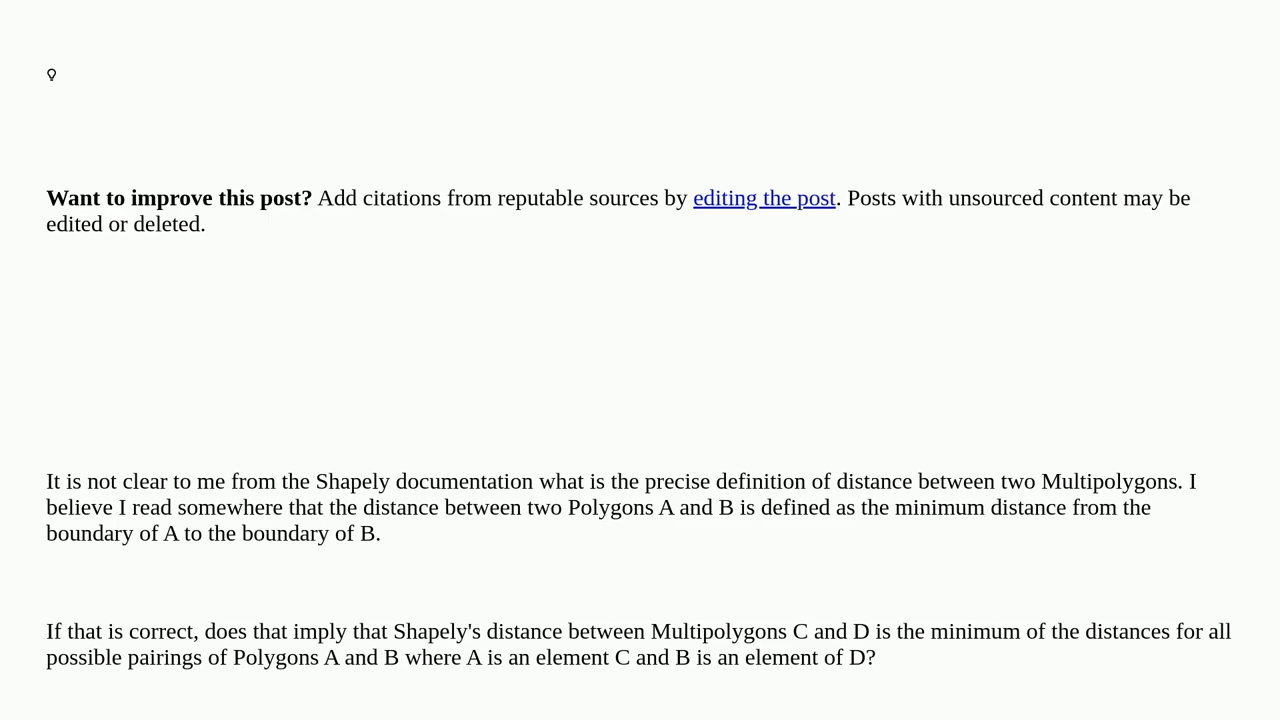 Want to improve this post? Add citations from reputable sources by editing the post. Posts with unsourced content may be
edited or deleted.
It is not clear to me from the Shapely documentation what is the precise definition of distance between two Multipolygons. I
believe I read somewhere that the distance between two Polygons A and B is defined as the minimum distance from the
boundary of A to the boundary of B.
If that is correct, does that imply that Shapely's distance between Multipolygons C and D is the minimum of the distances for all
possible pairings of Polygons A and B where A is an element C and B is an element of D?